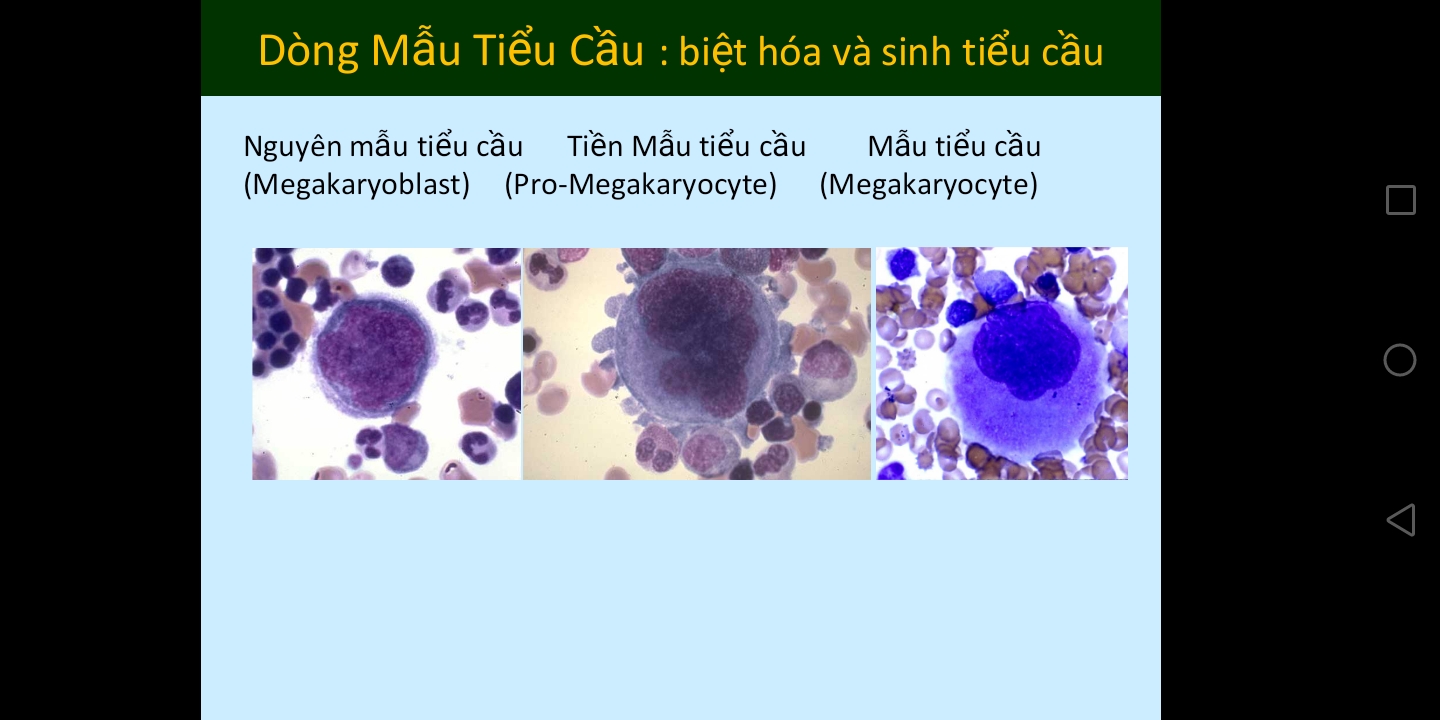 Dòng Mẫu Tiểu Cầu : biệt hóa và sinh tiểu cầu
Nguyên mẫu tiểu cầu Tiền Mẫu tiểu cầu Mẫu tiểu cầu
(Megakaryoblast) (Pro-Megakaryocyte) (Megakaryocyte)